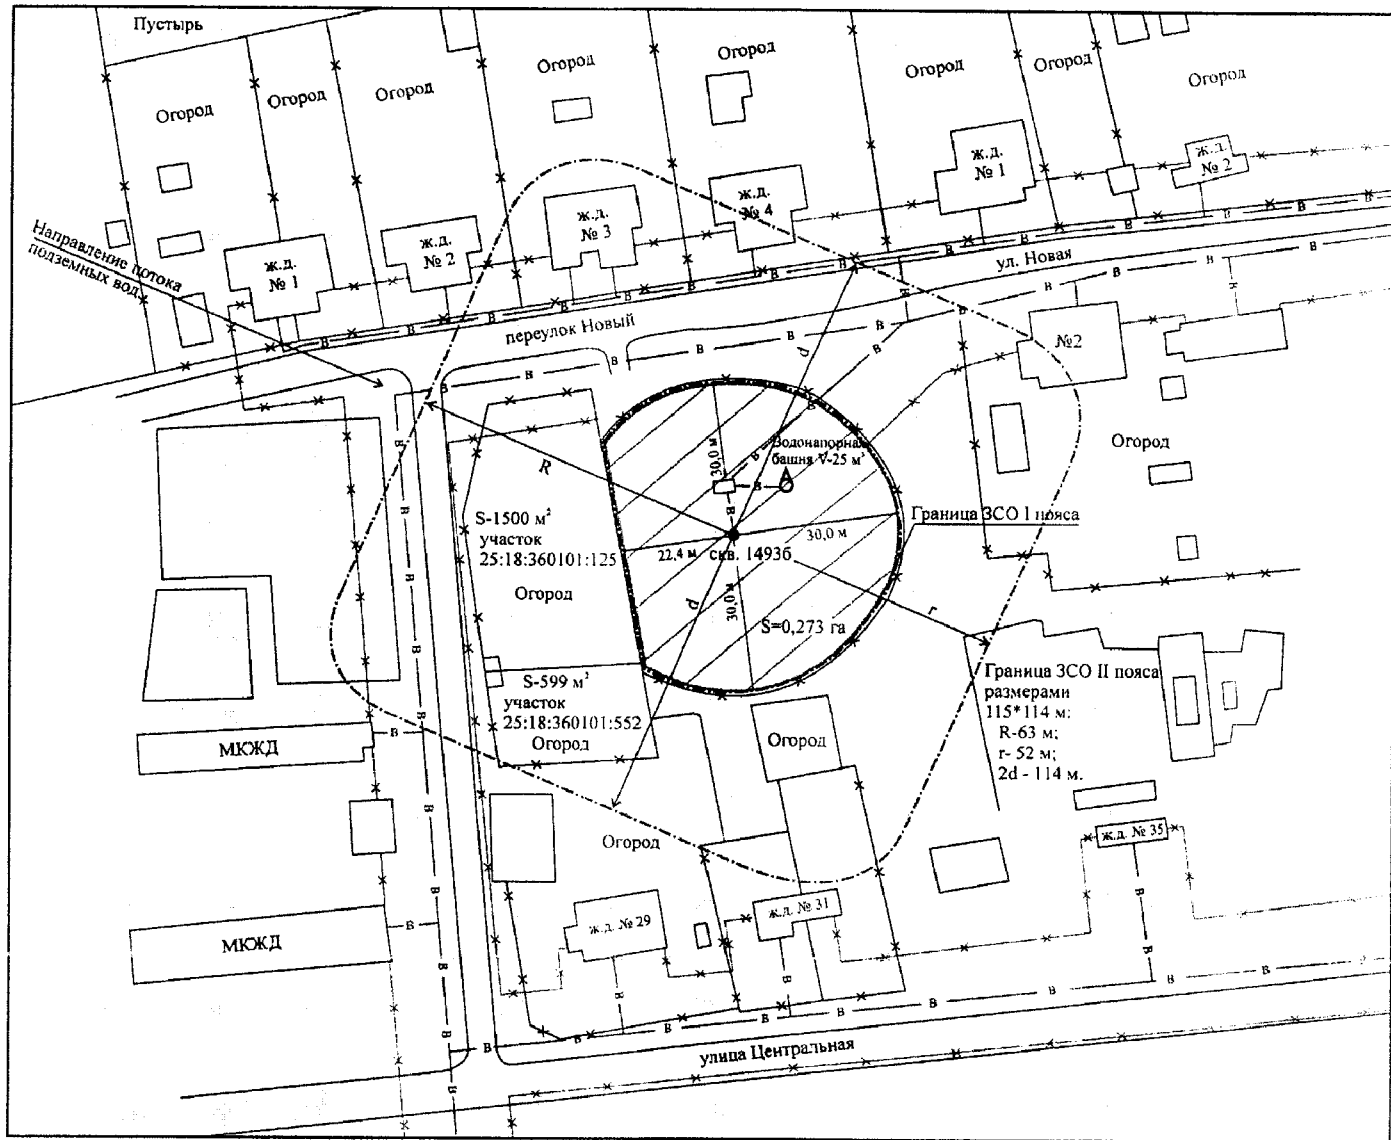 Пустырь
Огород
Огород
Огород
Огород
Огород
Огород
Огород
Огород
ж.д.
№ 1
ж.д.
№ 2
ж.д.
№ 3
ж.д.
№ 4
ж.д.
№ 1
ж.д.
№ 2
Направление потока
подземных вод
переулок Новый
ул. Новая
№2
Огород
d
R
30,0 м
Водонапорная
башня V-25 м³
Граница ЗСО I пояса
S-1500 м²
участок
25:18:360101:125
Огород
22,4 м
скв. 14936
30,0 м
30,0 м
d
r
S=0,273 га
S-599 м²
участок
25:18:360101:552
Огород
Граница ЗСО II пояса
размерами
115*114 м:
R-63 м;
r- 52 м;
2d - 114 м.
МКЖД
Огород
Огород
ж.д. № 35
ж.д. № 29
ж.д. № 31
МКЖД
улица Центральная